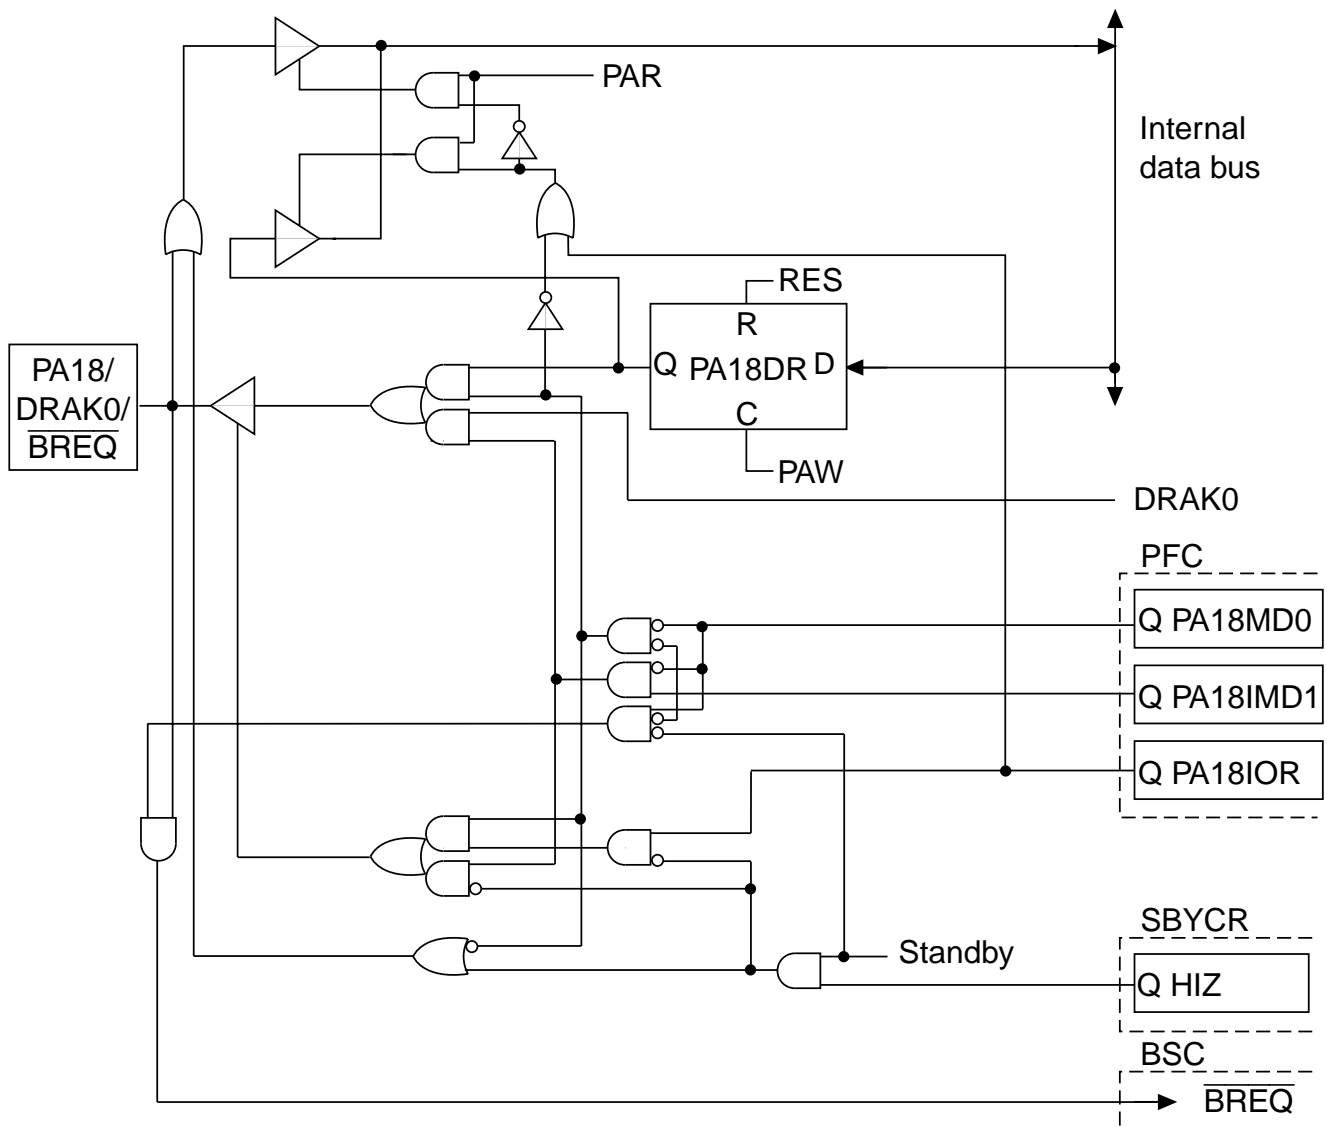 PAR
Internal
data bus
RES
R
Q PA18DR D
C
PAW
PA18/
DRAK0/
BREQ
DRAK0
PFC
Q PA18MD0
Q PA18IMD1
Q PA18IOR
SBYCR
Standby
Q HIZ
BSC
BREQ